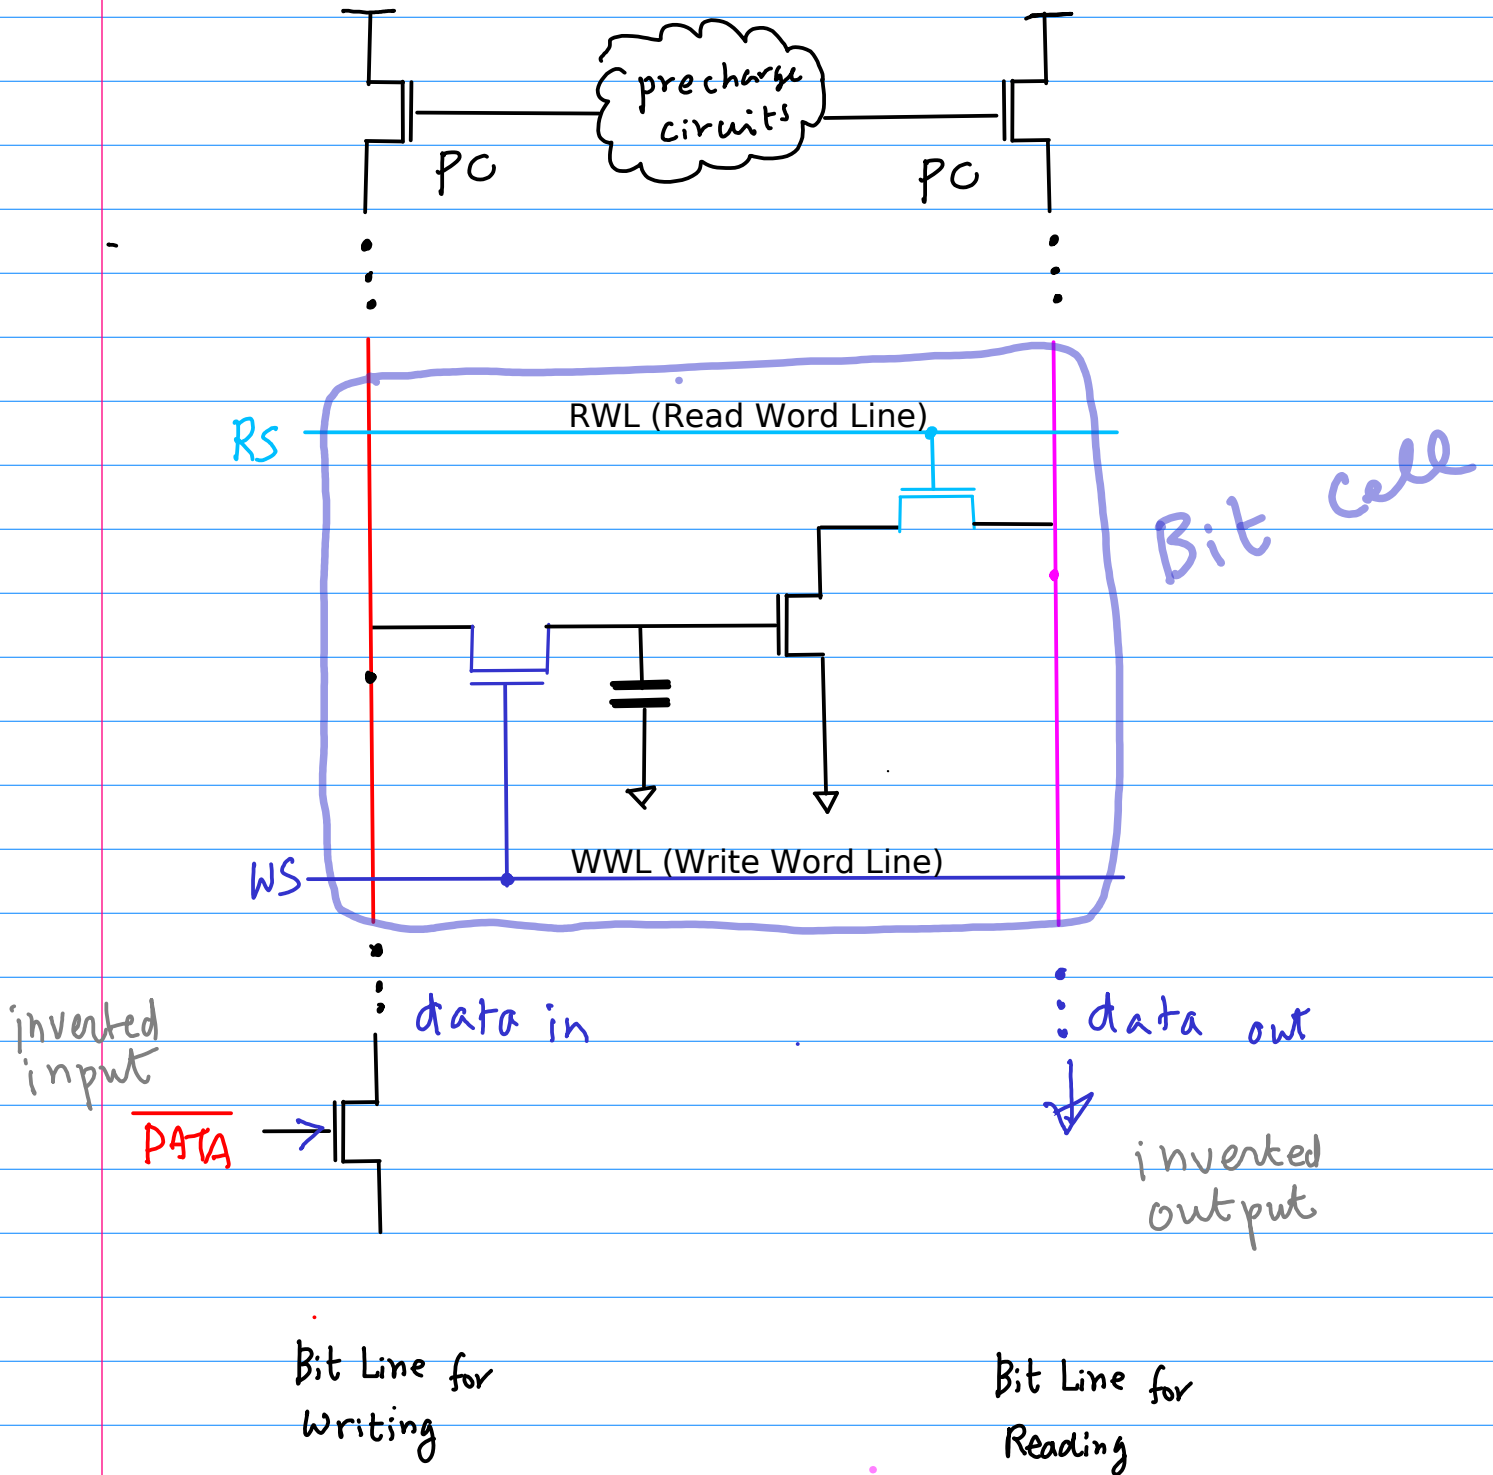 precharge
circuits
PC
PC
RWL (Read Word Line)
RS
Bit cell
WWL (Write Word Line)
WS
data in
data out
inverted
input
DATA
inverted
output
Bit Line for
Writing
Bit Line for
Reading